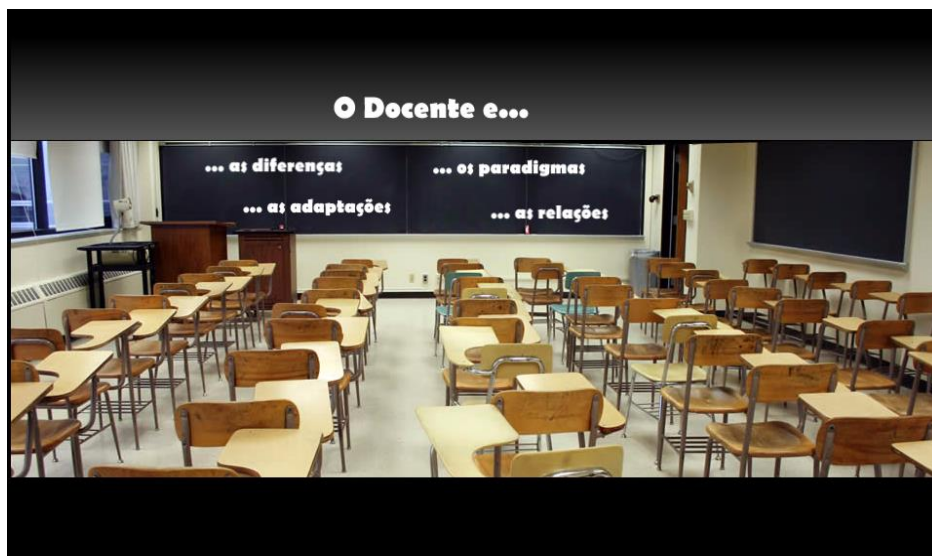 O Docente e...
... as diferenças
... os paradigmas
... as adaptações
... as relações